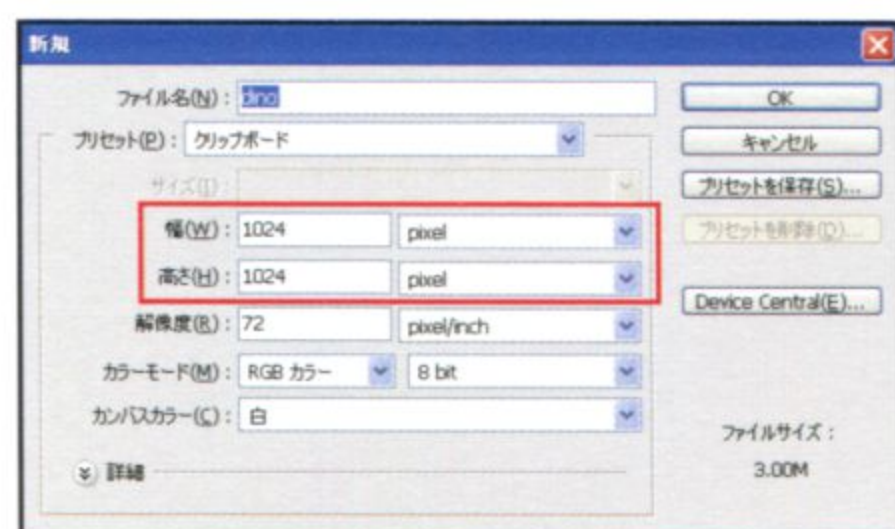 新規
ファイル名(N): dino
OK
プリセット(P): クリップボード
キャンセル
サイズ(I):
プリセットを保存(S)...
幅(W): 1024 pixel
プリセットを削除(D)...
高さ(H): 1024 pixel
Device Central(E)...
解像度(R): 72 pixel/inch
カラーモード(M): RGB カラー 8 bit
カンバスカラー(C): 白
ファイルサイズ:
3.00M
詳細